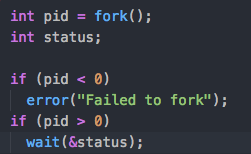 int pid = fork();
int status;
if (pid < 0)
error("Failed to fork");
if (pid > 0)
wait(&status);